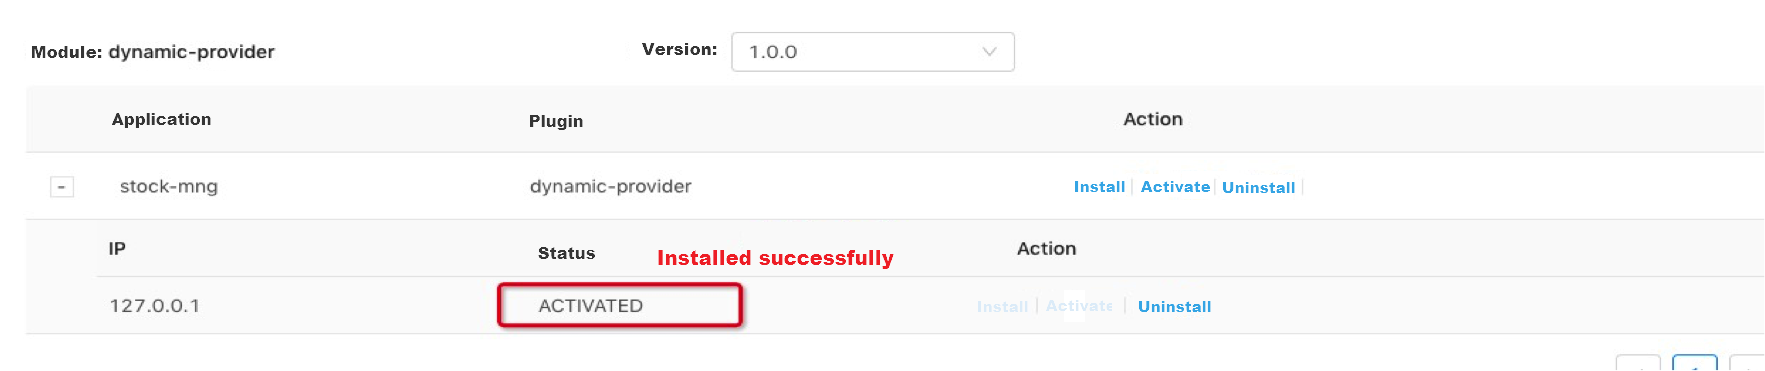 Module: dynamic-provider Version: 1.0.0
Application Plugin Action
- stock-mng dynamic-provider Install Activate Uninstall
IP Status Installed successfully Action
127.0.0.1 ACTIVATED Install Activate Uninstall